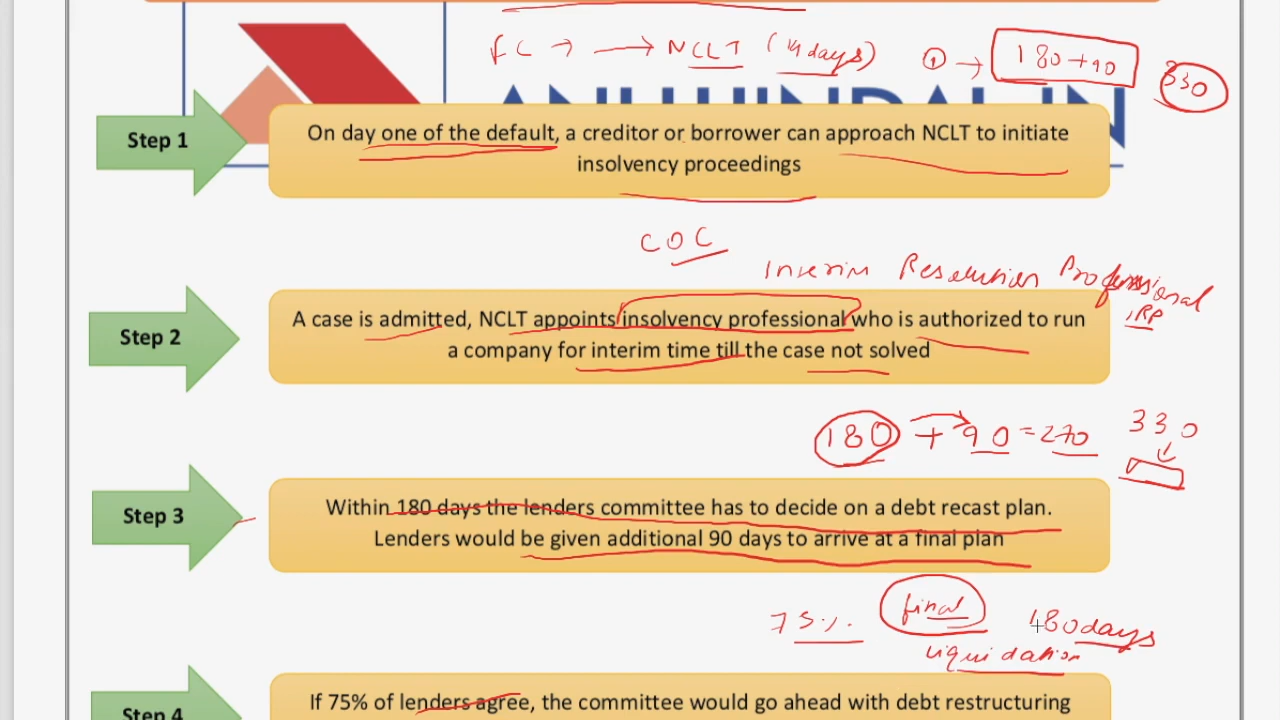 FC → → NCLT (14 days) ① → 180+90 330
ANUJJINDAL.IN
Step 1
On day one of the default, a creditor or borrower can approach NCLT to initiate
insolvency proceedings
COC
Interim Resolution Professional
IRP
Step 2
A case is admitted, NCLT appoints insolvency professional who is authorized to run
a company for interim time till the case not solved
180 + 90 = 270 330
Step 3
Within 180 days the lenders committee has to decide on a debt recast plan.
Lenders would be given additional 90 days to arrive at a final plan
75%. final 180 days
liquidation
Step 4
If 75% of lenders agree, the committee would go ahead with debt restructuring